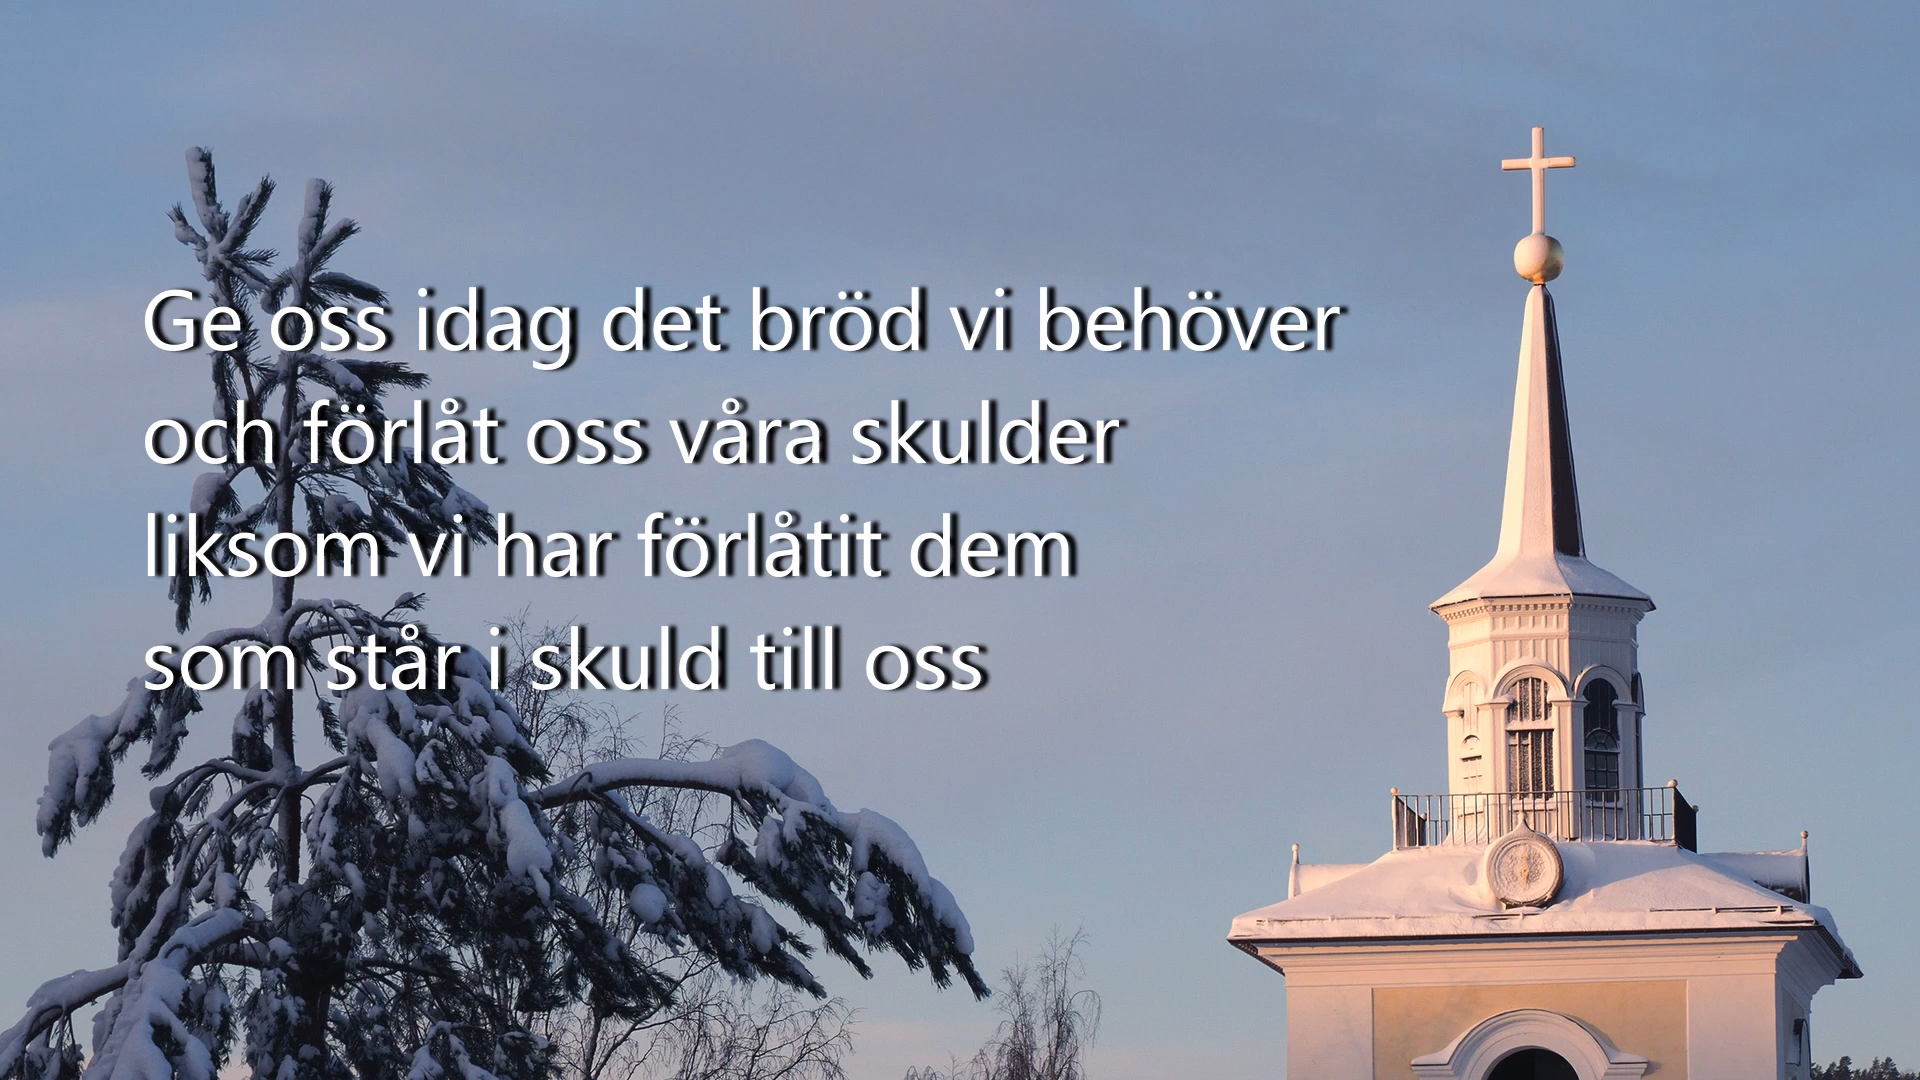 Ge oss idag det bröd vi behöver
och förlåt oss våra skulder
liksom vi har förlåtit dem
som står i skuld till oss